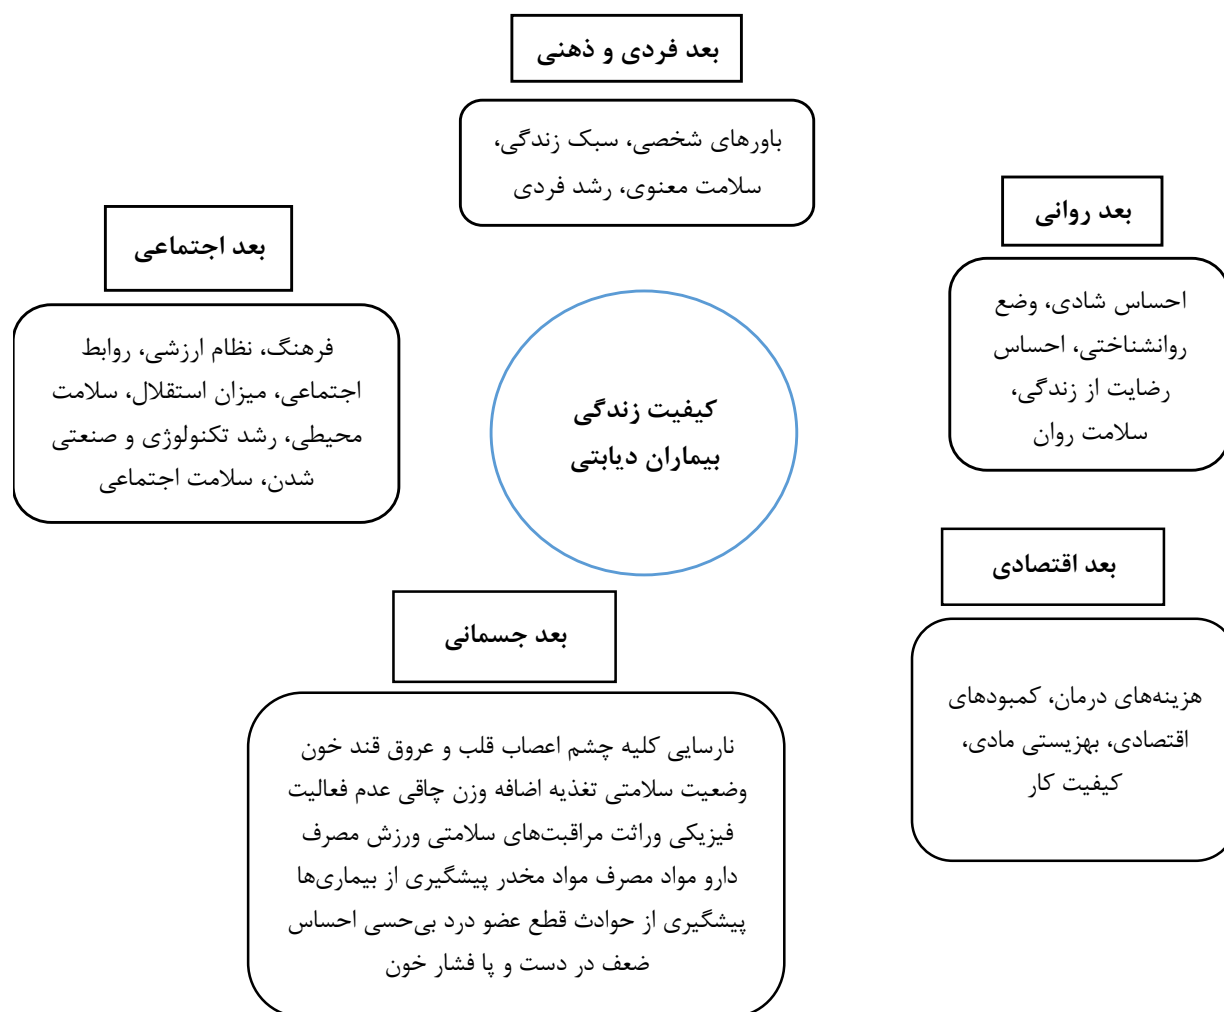 بعد فردی و ذهنی
باورهای شخصی، سبک زندگی،
سلامت معنوی، رشد فردی
بعد روانی
احساس شادی، وضع
روانشناختی، احساس
رضایت از زندگی،
سلامت روان
بعد اجتماعی
فرهنگ، نظام ارزشی، روابط
اجتماعی، میزان استقلال، سلامت
محیطی، رشد تکنولوژی و صنعتی
شدن، سلامت اجتماعی
کیفیت زندگی
بیماران دیابتی
بعد اقتصادی
هزینه‌های درمان، کمبودهای
اقتصادی، بهزیستی مادی،
کیفیت کار
بعد جسمانی
نارسایی کلیه چشم اعصاب قلب و عروق قند خون
وضعیت سلامتی تغذیه اضافه وزن چاقی عدم فعالیت
فیزیکی وراثت مراقبت‌های سلامتی ورزش مصرف
دارو مواد مصرف مواد مخدر پیشگیری از بیماری‌ها
پیشگیری از حوادث قطع عضو درد بی‌حسی احساس
ضعف در دست و پا فشار خون